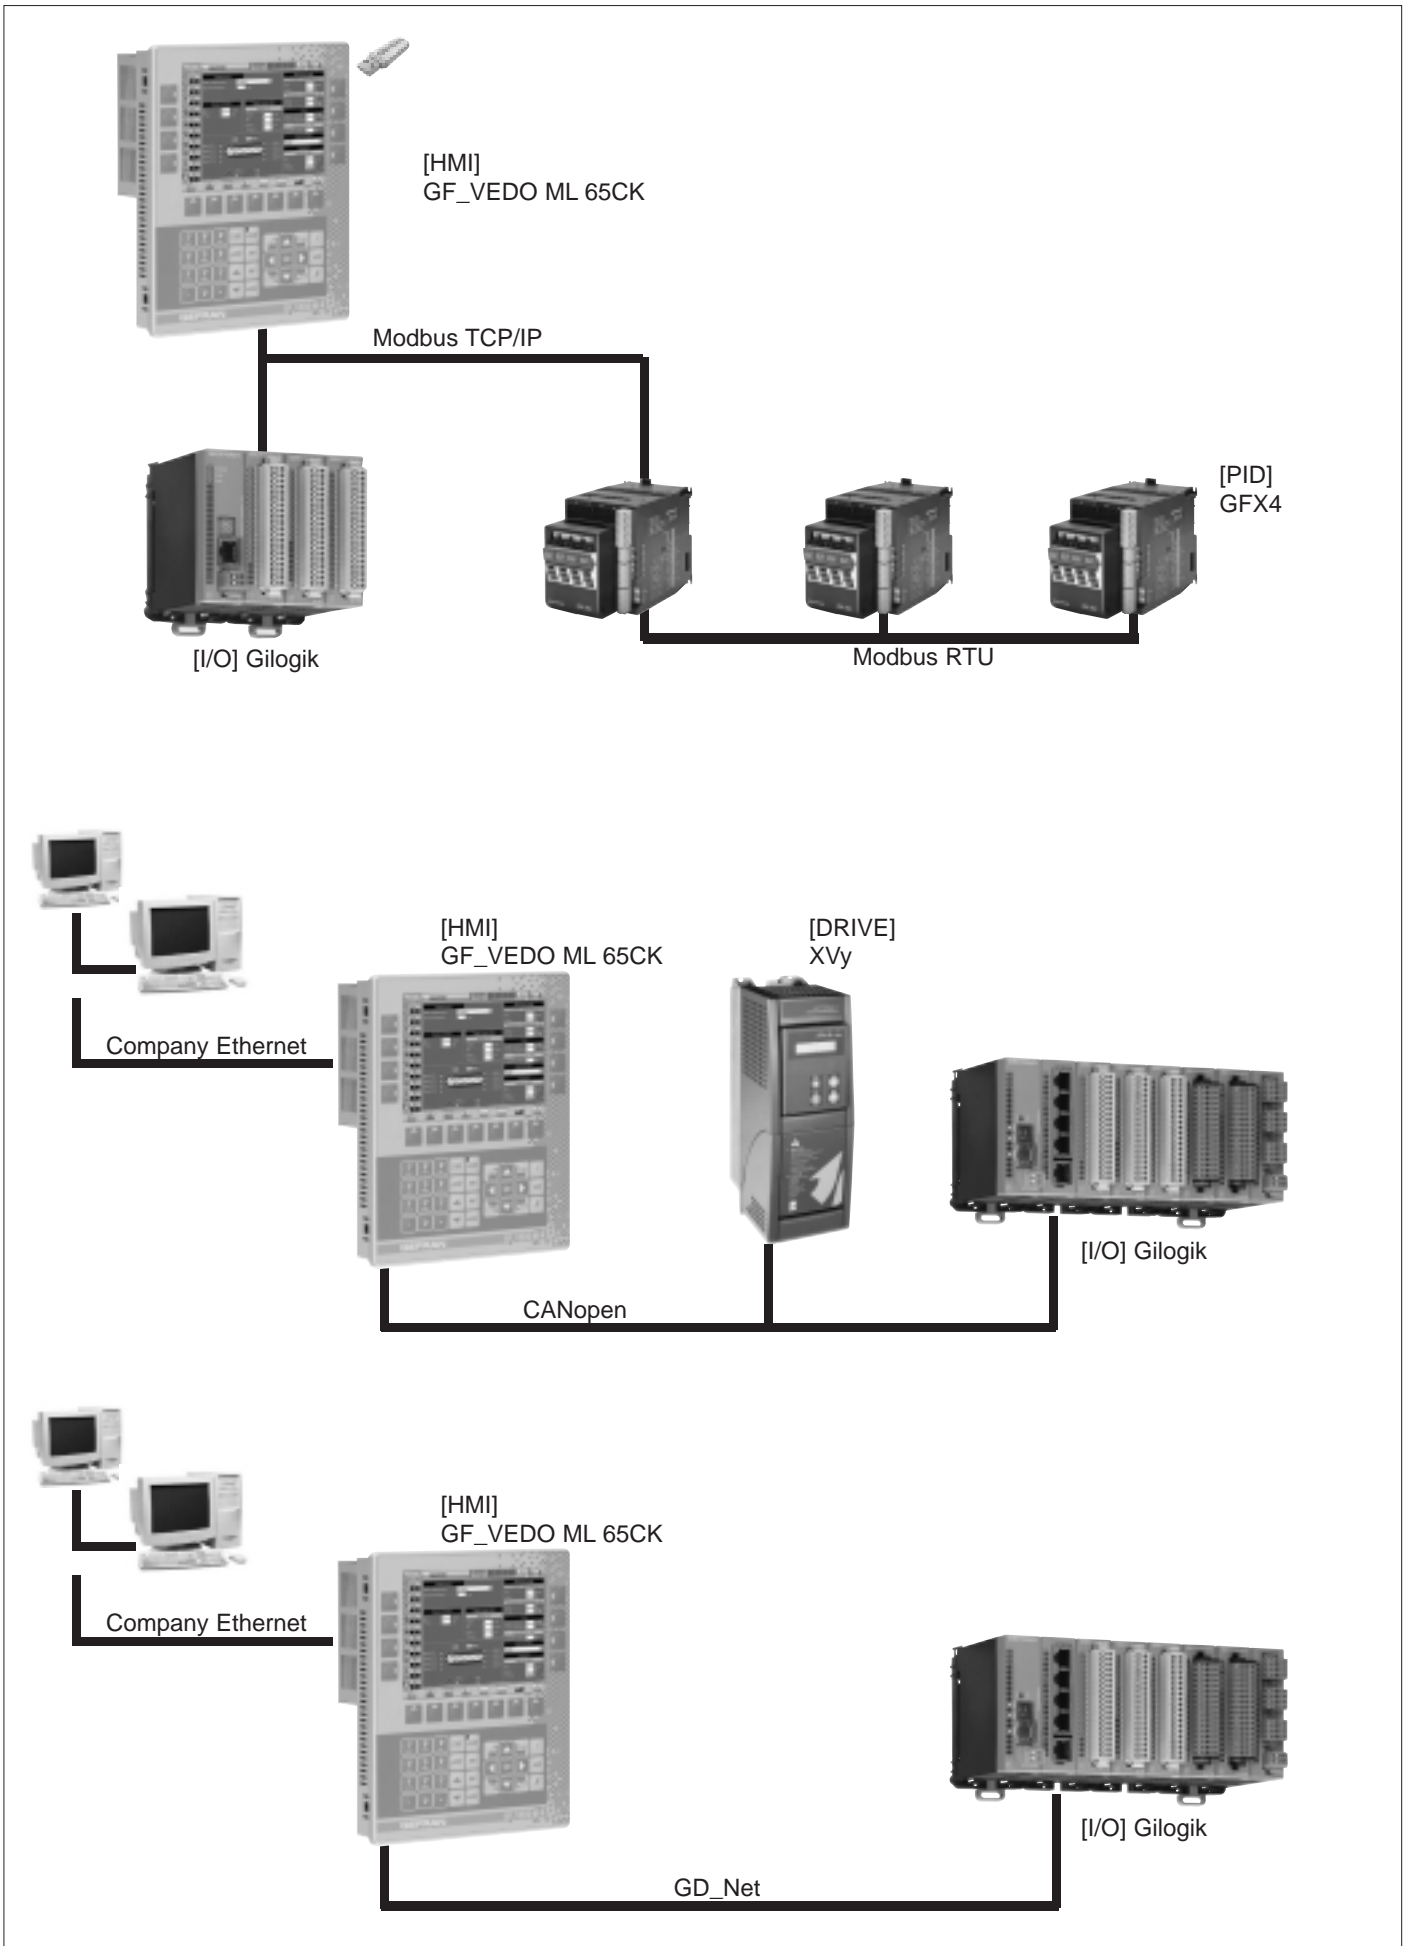 [HMI]
GF_VEDO ML 65CK
Modbus TCP/IP
[PID]
GFX4
[I/O] Gilogik
Modbus RTU
[HMI]
GF_VEDO ML 65CK
[DRIVE]
XVy
Company Ethernet
[I/O] Gilogik
CANopen
[HMI]
GF_VEDO ML 65CK
Company Ethernet
[I/O] Gilogik
GD_Net